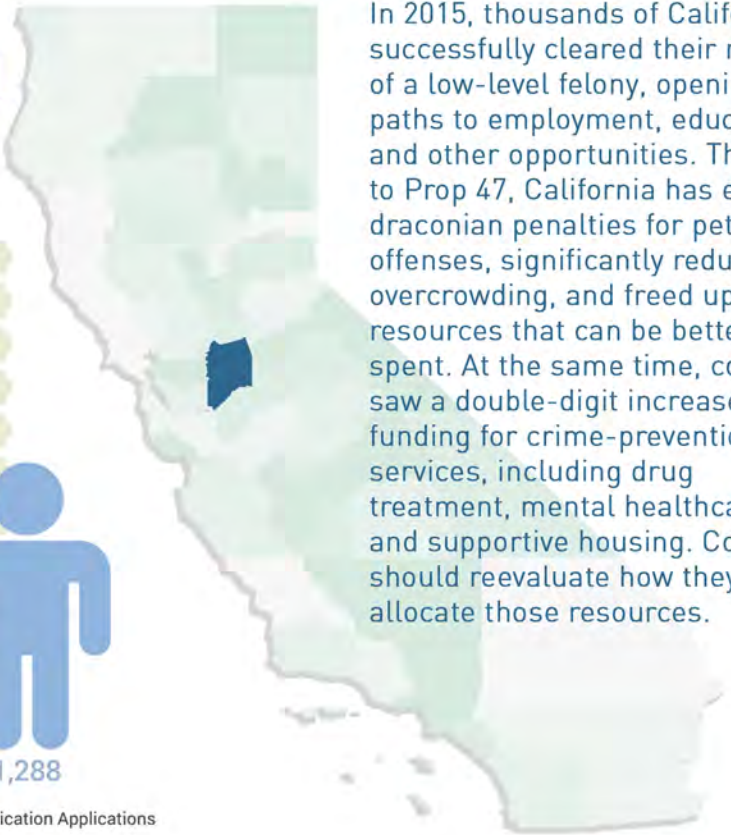 In 2015, thousands of Calif
successfully cleared their r
of a low-level felony, openi
paths to employment, educ
and other opportunities. Th
to Prop 47, California has e
draconian penalties for pet
offenses, significantly redu
overcrowding, and freed up
resources that can be bette
spent. At the same time, co
saw a double-digit increase
funding for crime-preventio
services, including drug
treatment, mental healthca
and supportive housing. Co
should reevaluate how they
allocate those resources.
1,288
ication Applications